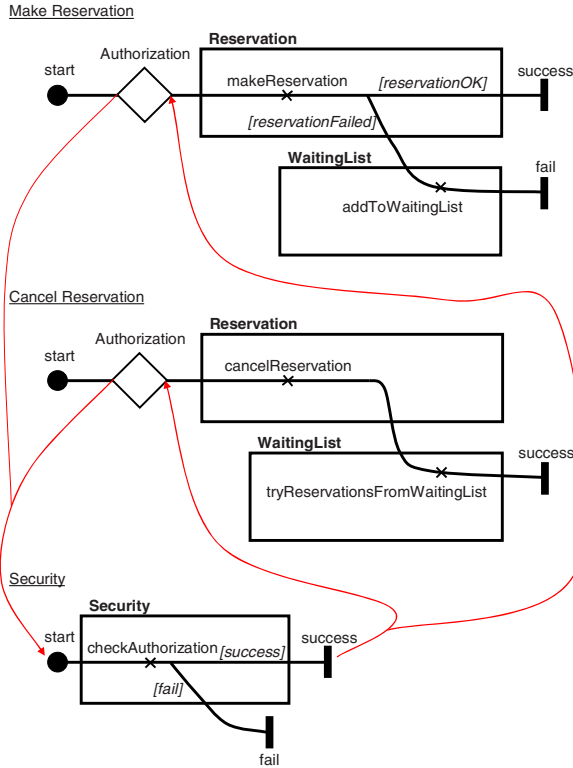 Make Reservation
Reservation
Authorization
start
makeReservation
[reservationOK]
success
[reservationFailed]
WaitingList
fail
addToWaitingList
Cancel Reservation
Reservation
Authorization
start
cancelReservation
WaitingList
success
tryReservationsFromWaitingList
Security
Security
start
checkAuthorization
[success]
success
[fail]
fail